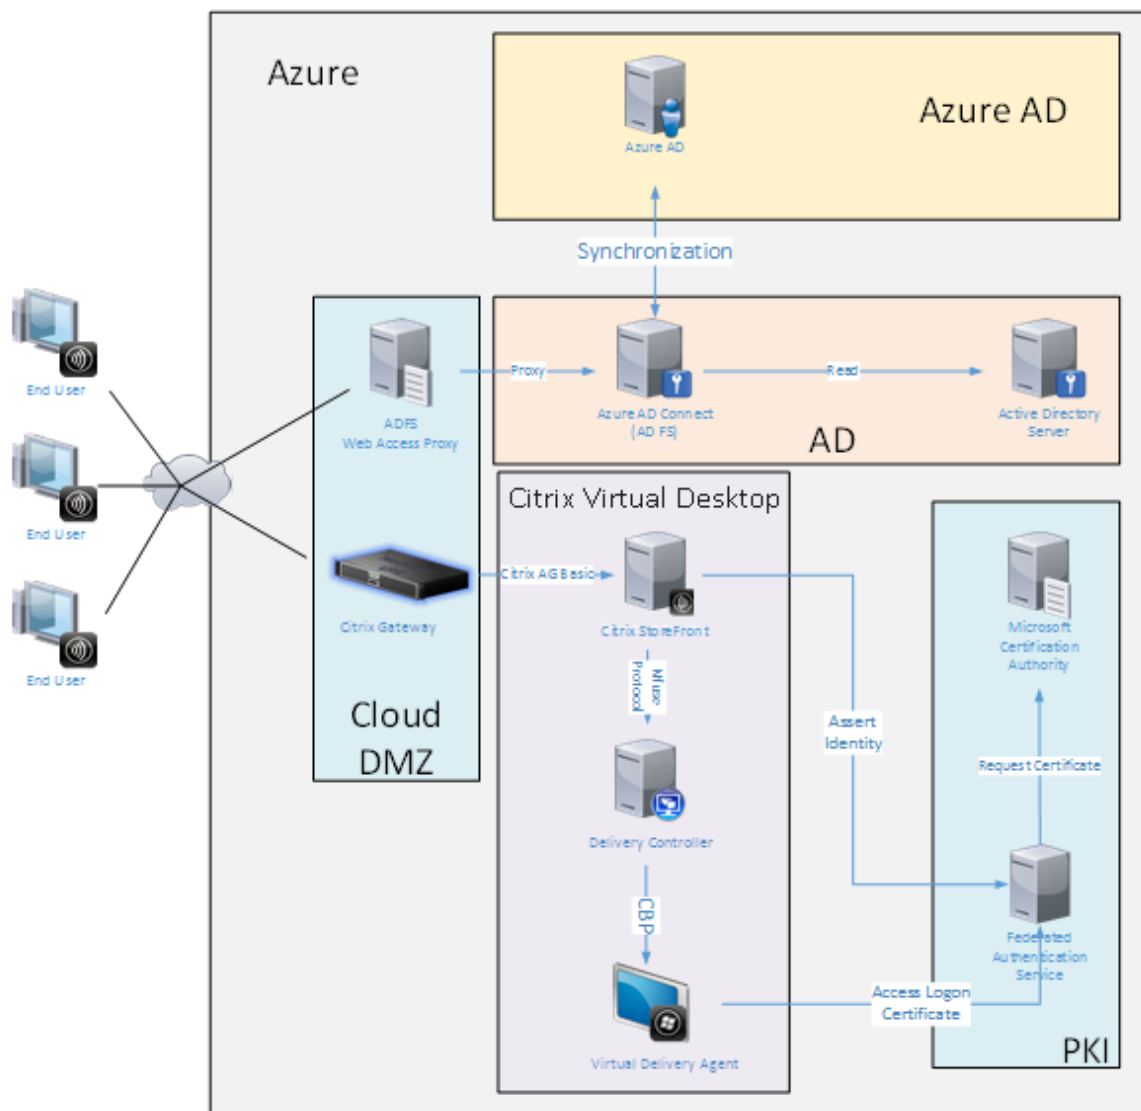 Azure
Azure AD
Azure AD
Synchronization
End User
ADFS
Web Access Proxy
Proxy
Azure AD Connect
(AD FS)
Read
Active Directory
Server
AD
End User
End User
Citrix Gateway
Cloud
DMZ
Citrix Virtual Desktop
Citrix AG Basic
Citrix StoreFront
Nfuse
Protocol
Delivery Controller
CBP
Virtual Delivery Agent
Assert
Identity
Access Logon
Certificate
Microsoft
Certification
Authority
Request Certificate
Federated
Authentication
Service
PKI